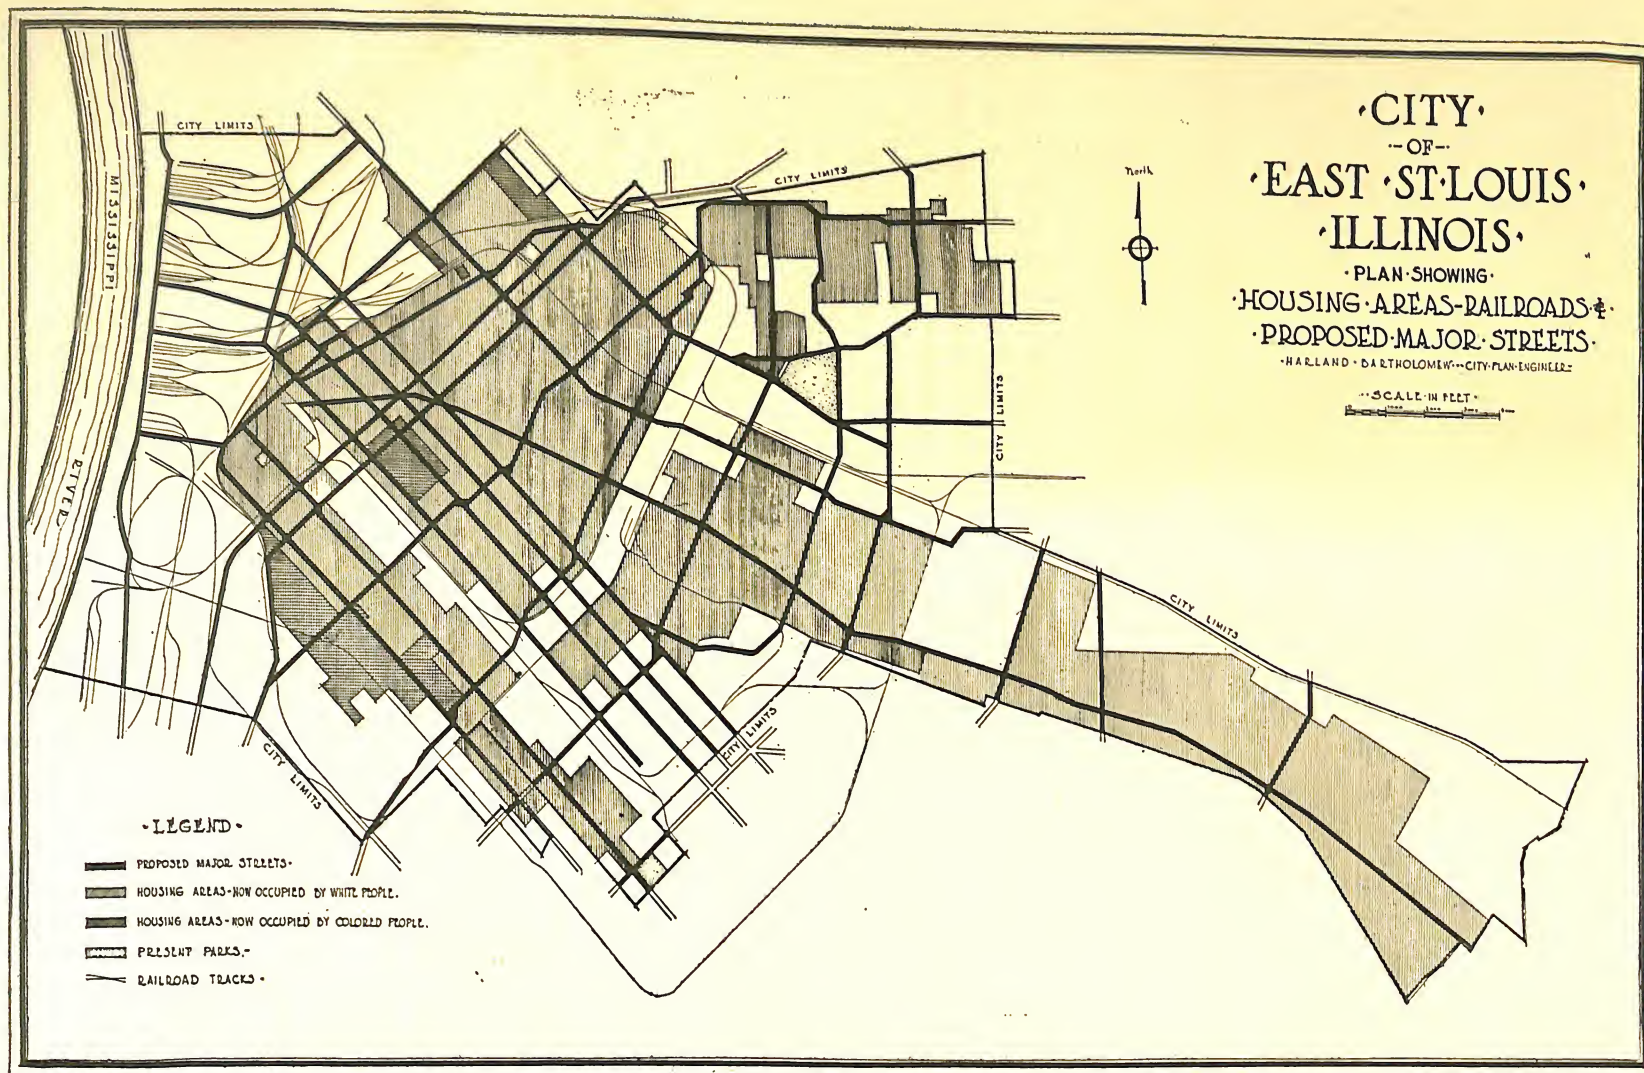 CITY LIMITS
MISSISSIPPI
RIVER
CITY LIMITS
North
·CITY·
·-OF-·
·EAST·ST·LOUIS·
·ILLINOIS·
·PLAN·SHOWING·
·HOUSING·AREAS-RAILROADS·&·
·PROPOSED·MAJOR·STREETS·
·HARLAND·BARTHOLOMEW---CITY·PLAN·ENGINEER-
··SCALE·IN FEET·
CITY LIMITS
CITY LIMITS
CITY LIMITS
CITY LIMITS
·LEGEND·
PROPOSED MAJOR STREETS·
HOUSING AREAS-NOW OCCUPIED BY WHITE PEOPLE.
HOUSING AREAS-NOW OCCUPIED BY COLORED PEOPLE.
PRESENT PARKS.-
RAILROAD TRACKS·